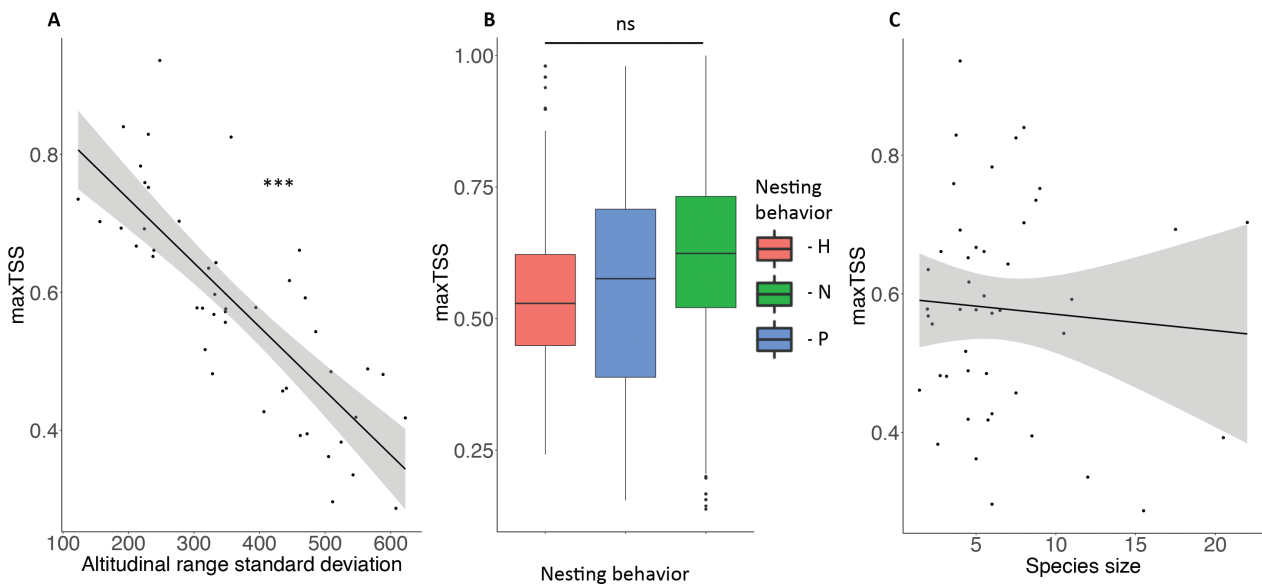 A
maxTSS
0.8
0.6
0.4
***
100 200 300 400 500 600
Altitudinal range standard deviation
B
ns
maxTSS
1.00
0.75
0.50
0.25
Nesting behavior
Nesting
behavior
- H
- N
- P
C
maxTSS
0.8
0.6
0.4
5 10 15 20
Species size